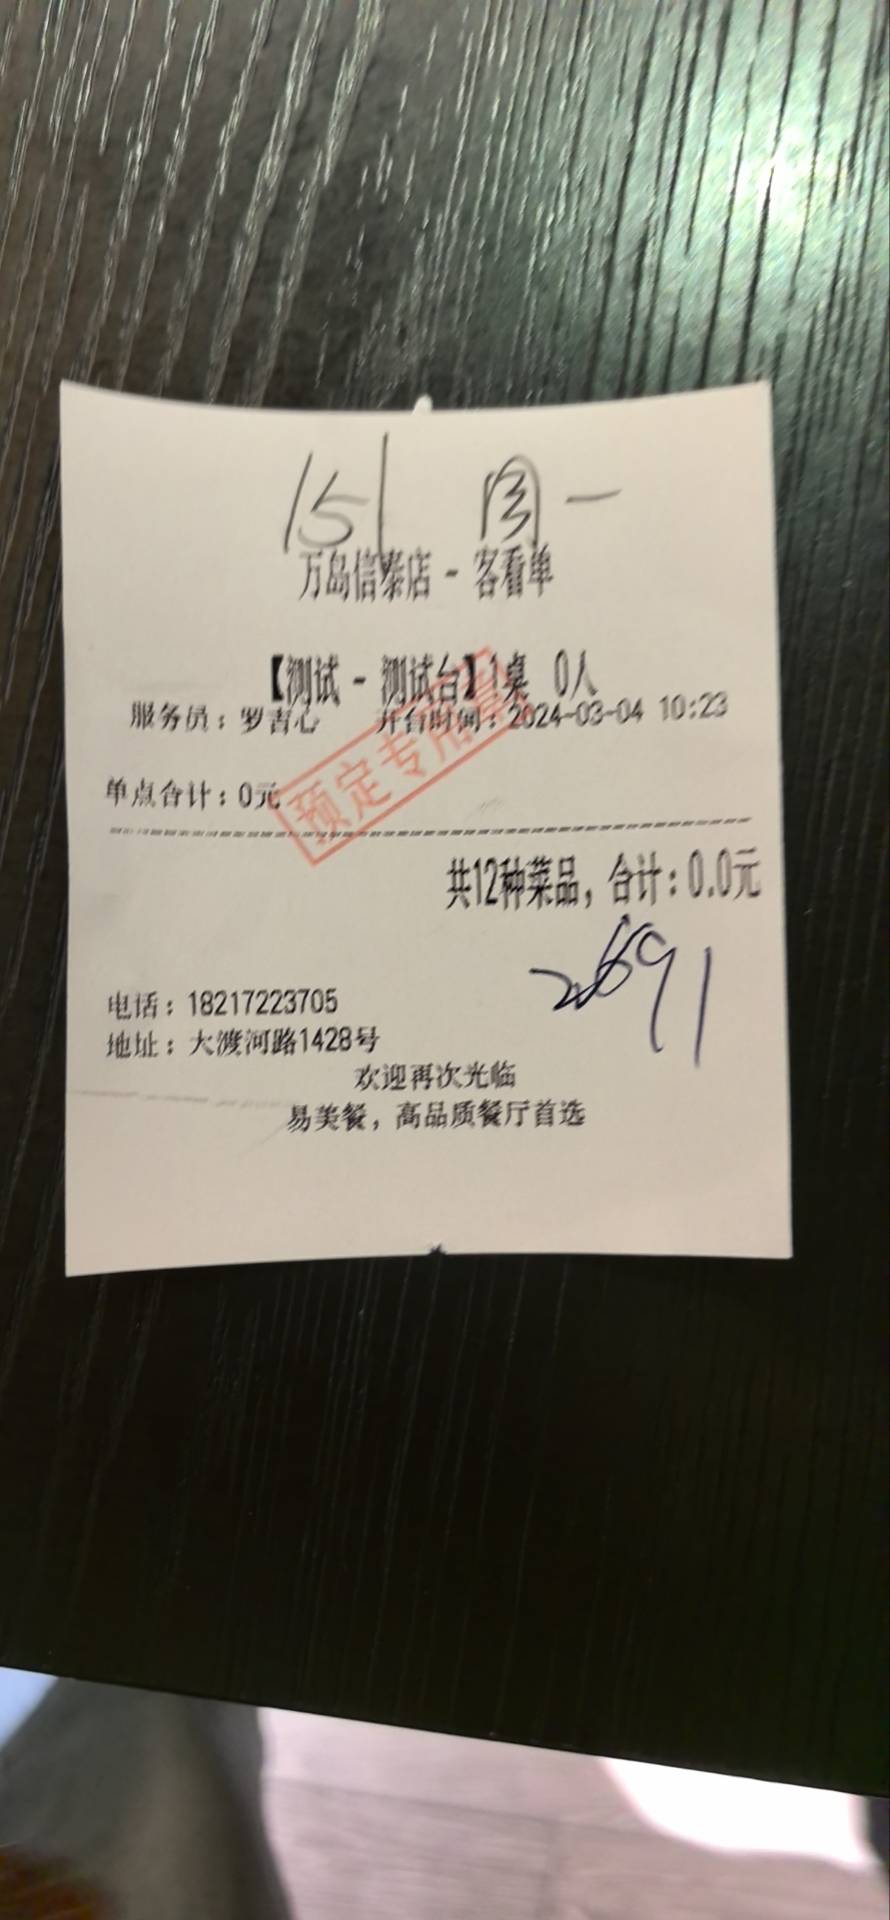 151 周一
万岛信泰店 - 客看单
【测试 - 测试台】1桌 0人
服务员：罗吉心 开台时间：2024-03-04 10:23
预定专用章
单点合计：0元
共12种菜品，合计：0.0元
电话：18217223705
地址：大渡河路1428号
欢迎再次光临
易美餐，高品质餐厅首选